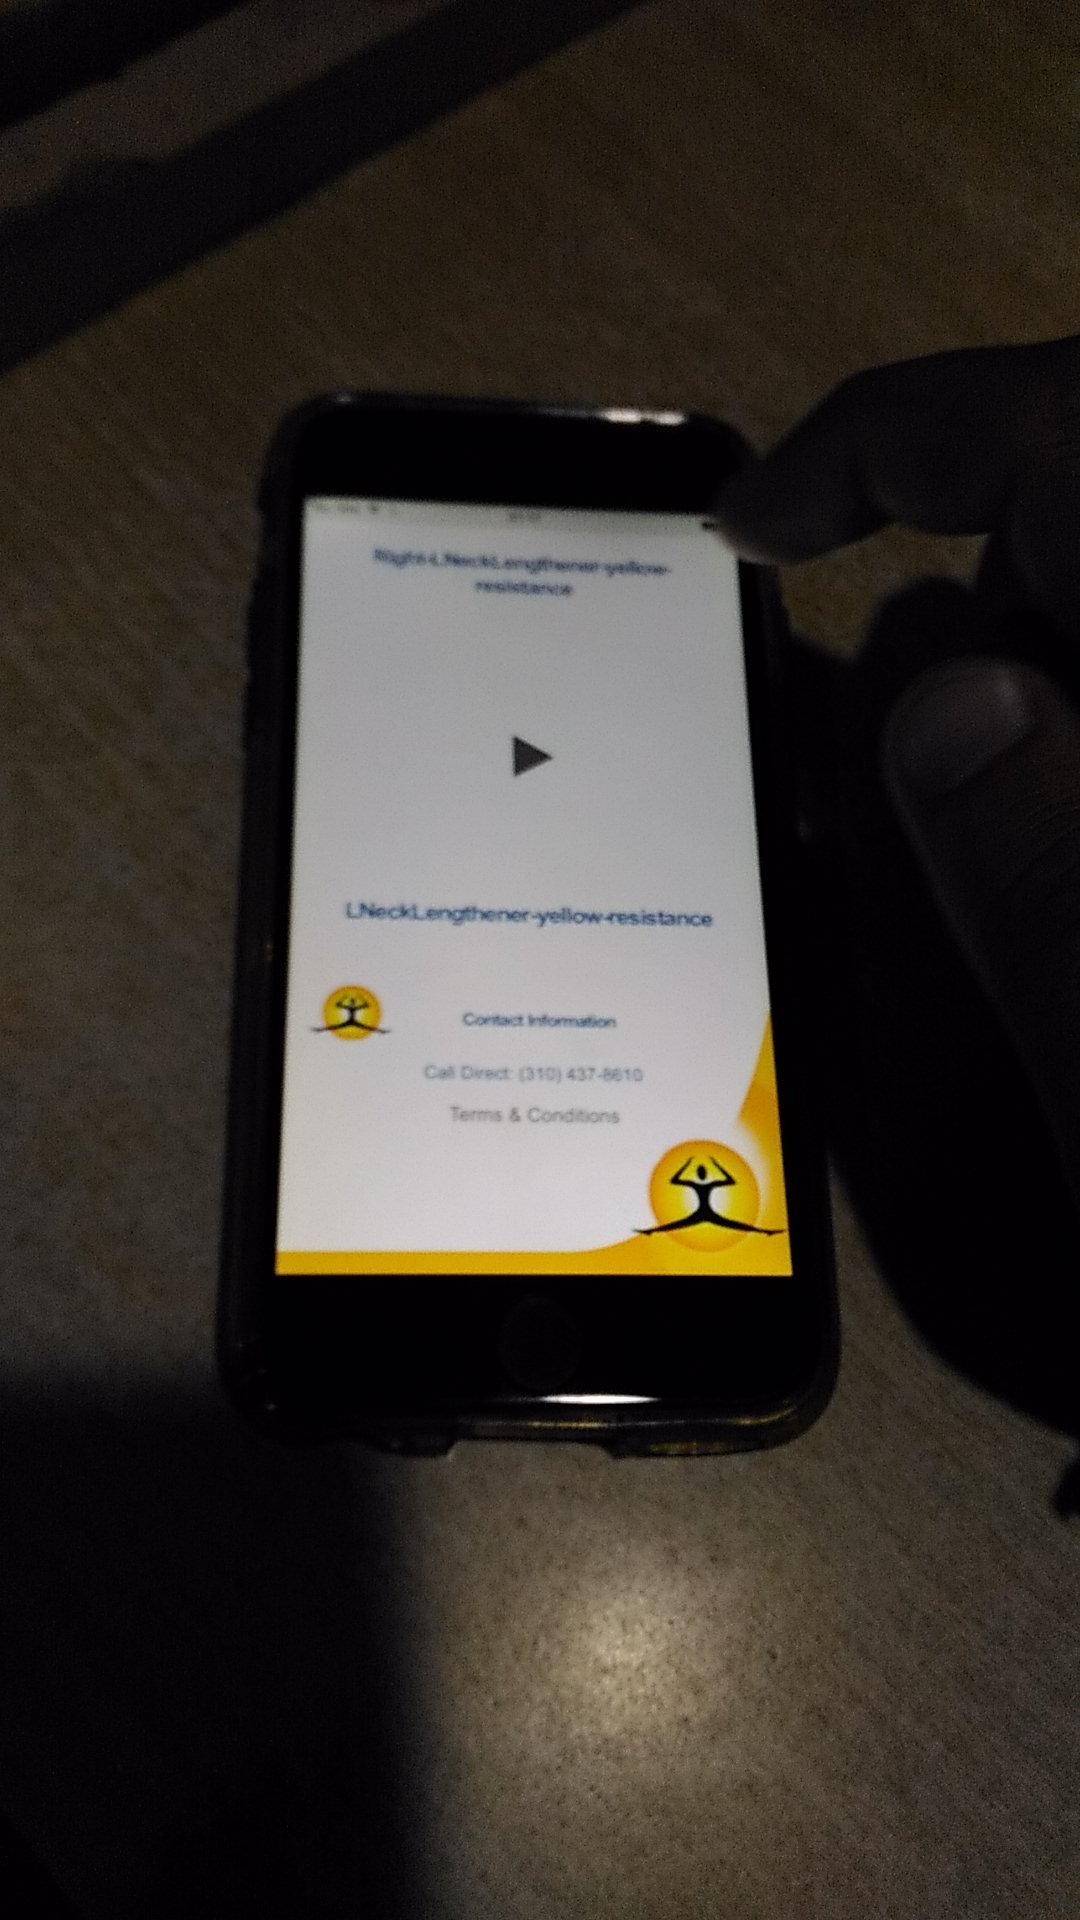 Right-LNeckLengthener-yellow-
resistance
LNeckLengthener-yellow-resistance
Contact Information
Call Direct: (310) 437-8610
Terms & Conditions